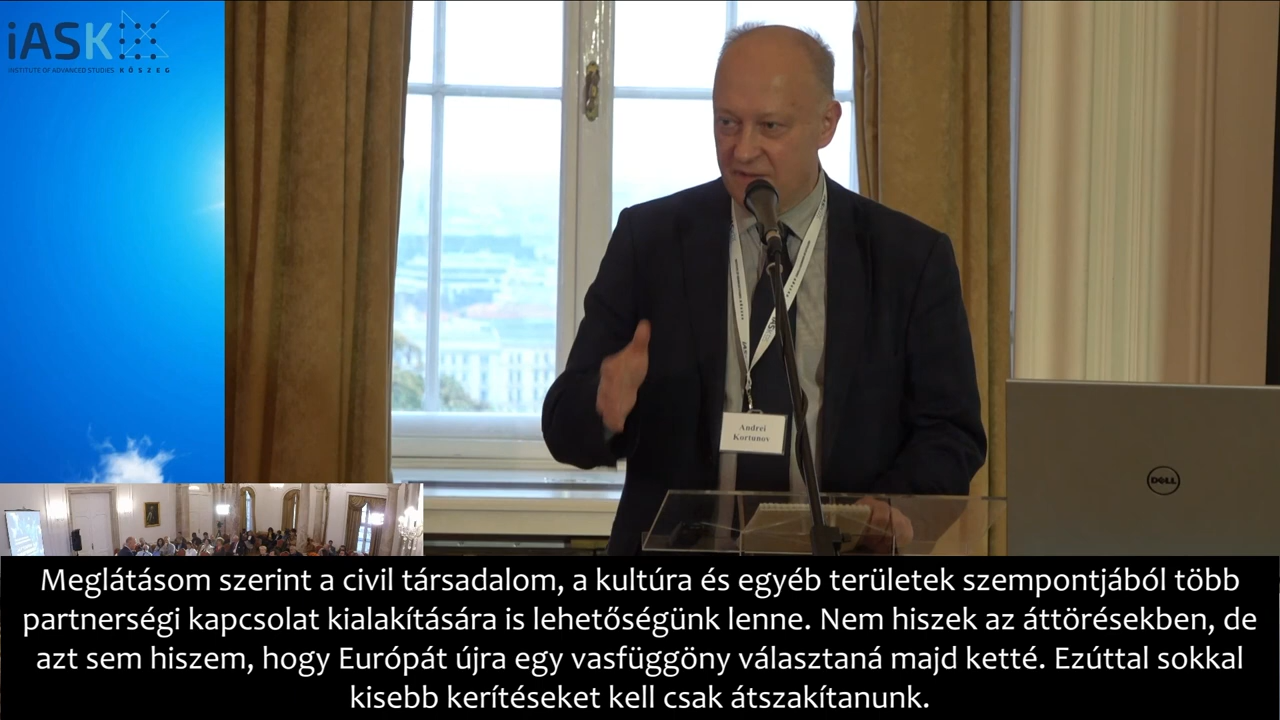 iASK
INSTITUTE OF ADVANCED STUDIES KŐSZEG
Andrei
Kortunov
DELL
Meglátásom szerint a civil társadalom, a kultúra és egyéb területek szempontjából több
partnerségi kapcsolat kialakítására is lehetőségünk lenne. Nem hiszek az áttörésekben, de
azt sem hiszem, hogy Európát újra egy vasfüggöny választaná majd ketté. Ezúttal sokkal
kisebb kerítéseket kell csak átszakítanunk.